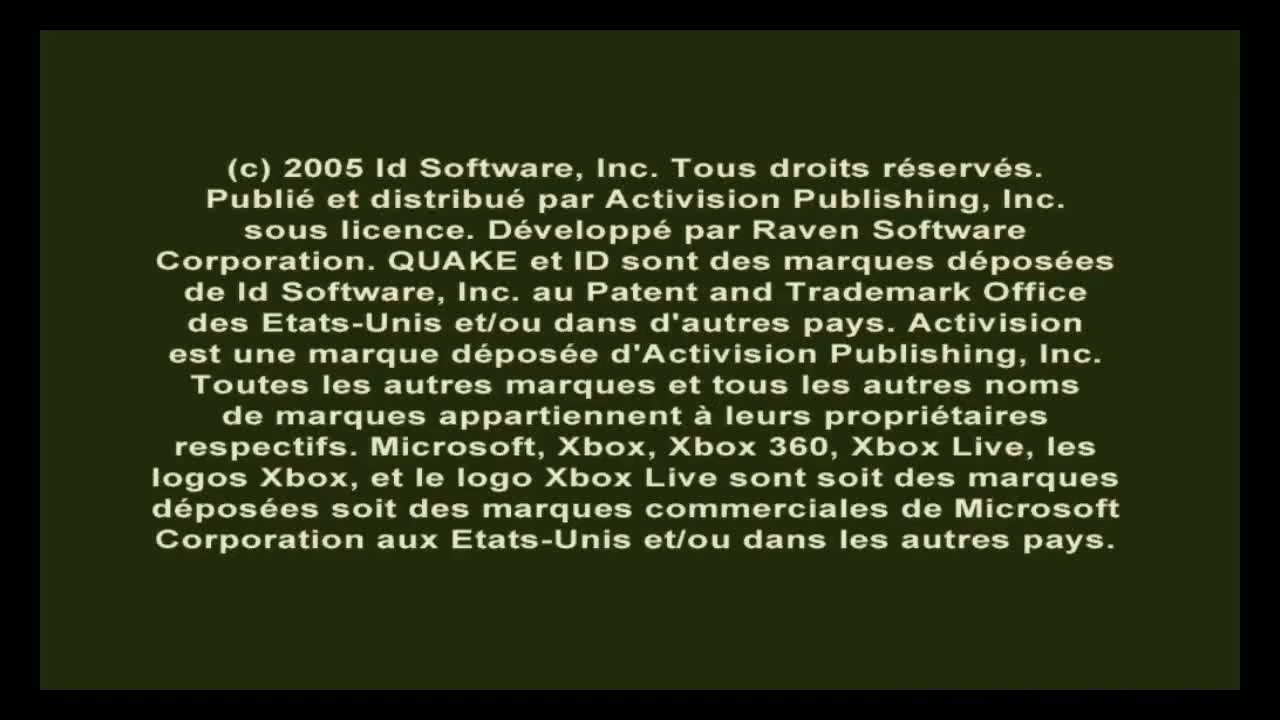 (c) 2005 Id Software, Inc. Tous droits réservés.
Publié et distribué par Activision Publishing, Inc.
sous licence. Développé par Raven Software
Corporation. QUAKE et ID sont des marques déposées
de Id Software, Inc. au Patent and Trademark Office
des Etats-Unis et/ou dans d'autres pays. Activision
est une marque déposée d'Activision Publishing, Inc.
Toutes les autres marques et tous les autres noms
de marques appartiennent à leurs propriétaires
respectifs. Microsoft, Xbox, Xbox 360, Xbox Live, les
logos Xbox, et le logo Xbox Live sont soit des marques
déposées soit des marques commerciales de Microsoft
Corporation aux Etats-Unis et/ou dans les autres pays.